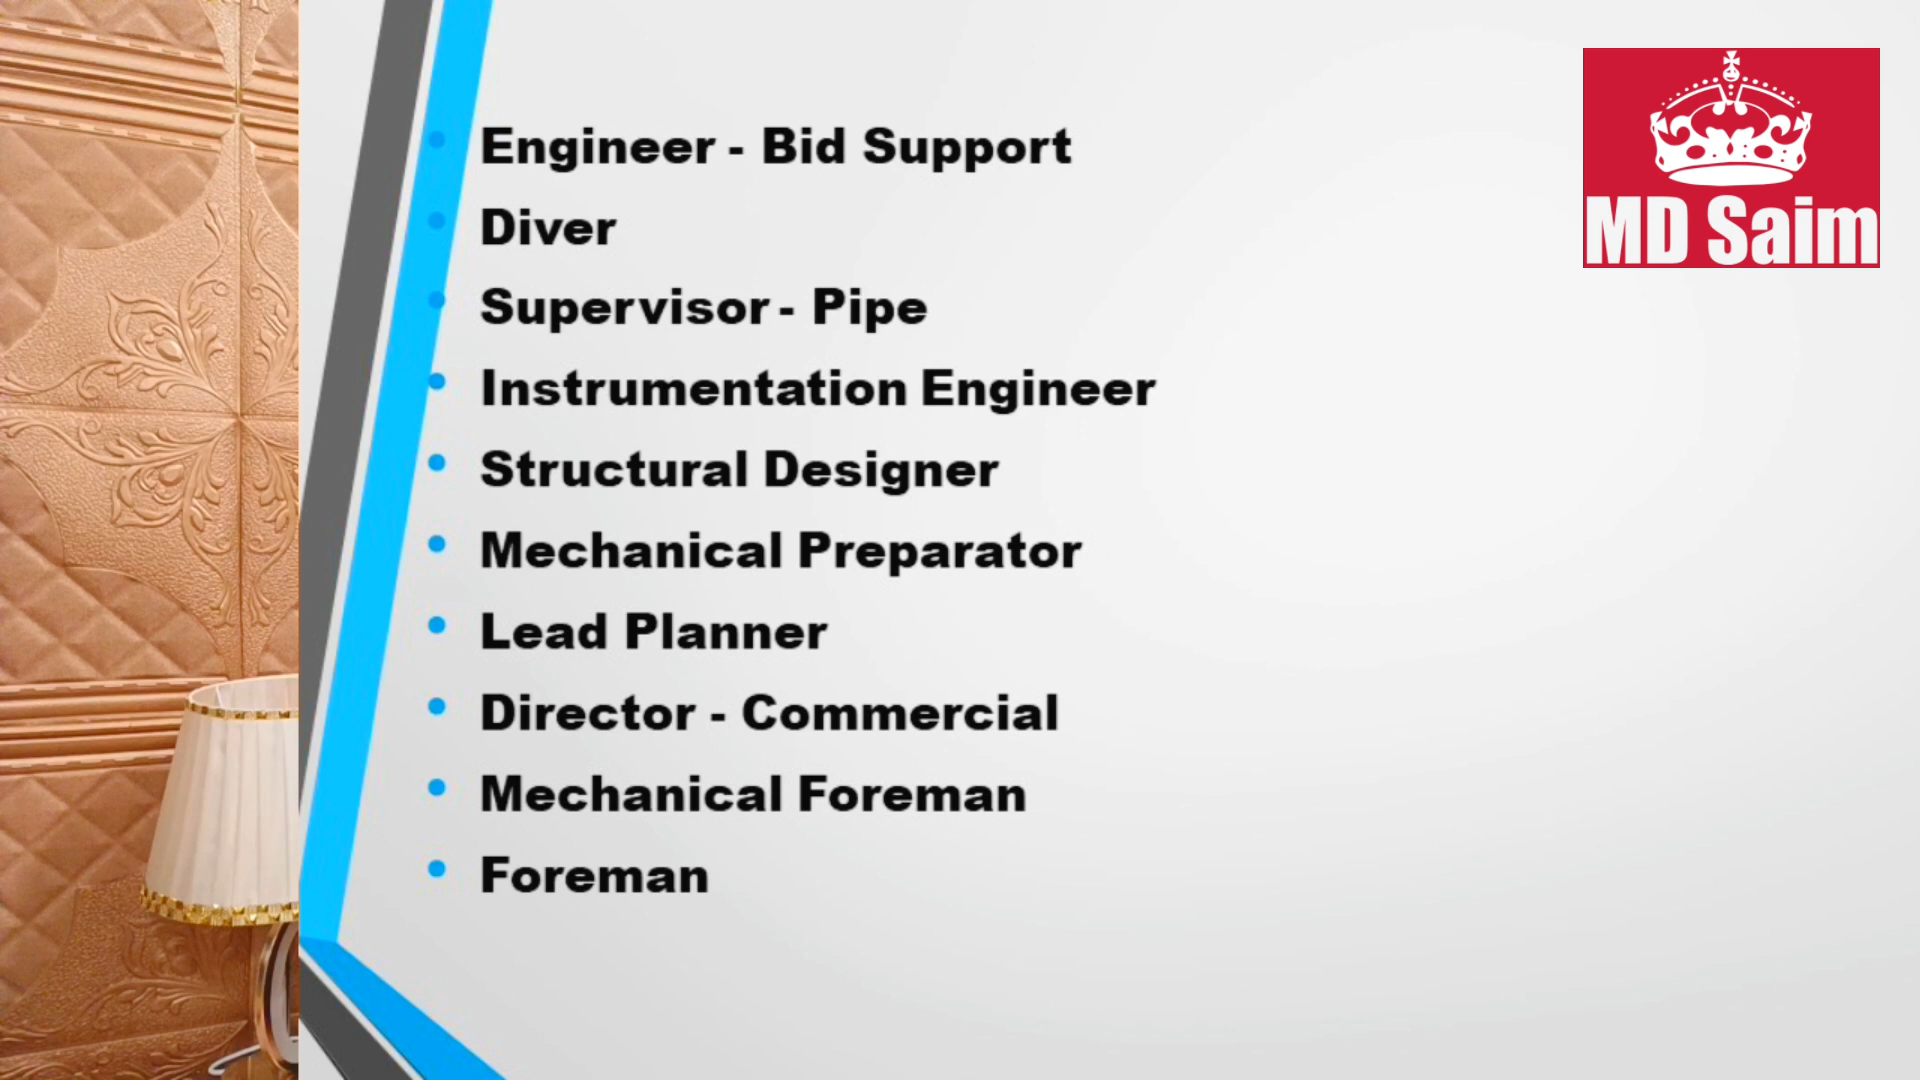 Engineer - Bid Support
Diver
Supervisor - Pipe
Instrumentation Engineer
Structural Designer
Mechanical Preparator
Lead Planner
Director - Commercial
Mechanical Foreman
Foreman
MD Saim